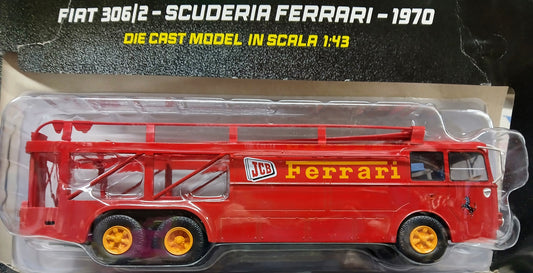 FIAT 306/2 - SCUDERIA FERRARI - 1970
DIE CAST MODEL IN SCALA 1:43
JCB
Ferrari